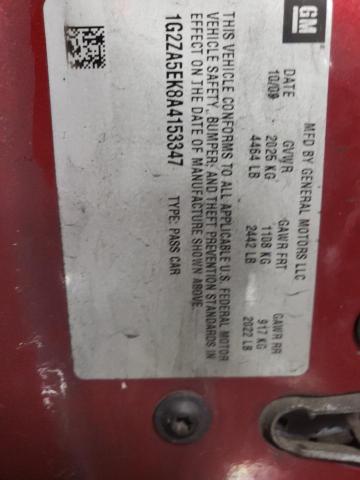 GM
MFD BY GENERAL MOTORS LLC
DATE GVWR GAWR FRT GAWR RR
10/09 2025 KG 1108 KG 917 KG
4464 LB 2442 LB 2022 LB
THIS VEHICLE CONFORMS TO ALL APPLICABLE U.S. FEDERAL MOTOR
VEHICLE SAFETY, BUMPER, AND THEFT PREVENTION STANDARDS IN
EFFECT ON THE DATE OF MANUFACTURE SHOWN ABOVE.
1G2ZA5EK8A4153347 TYPE: PASS CAR